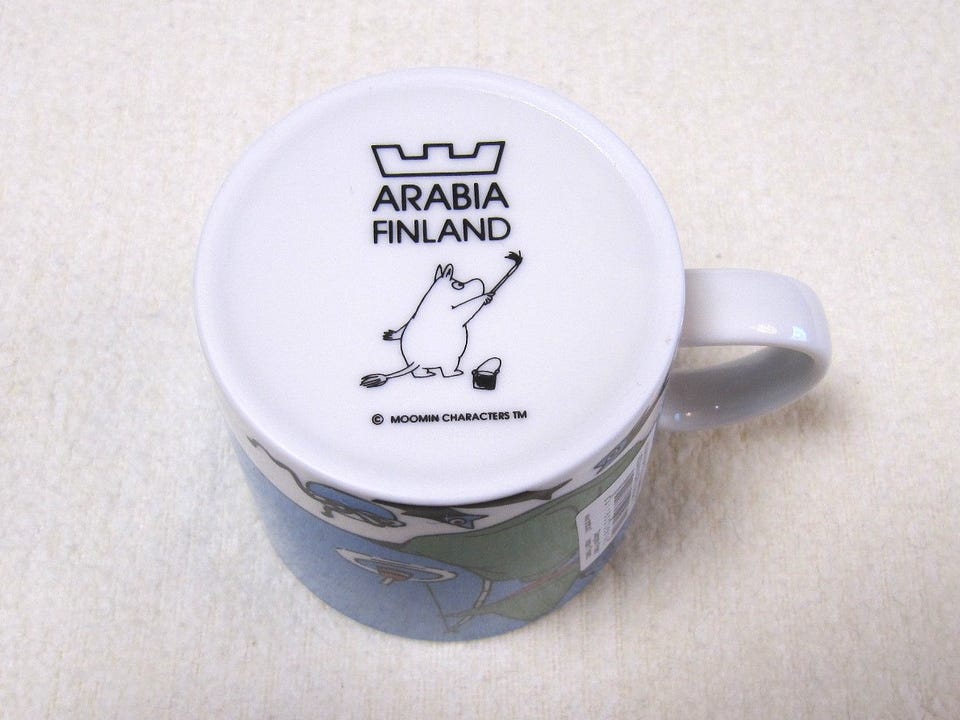 ARABIA
FINLAND
© MOOMIN CHARACTERS TM